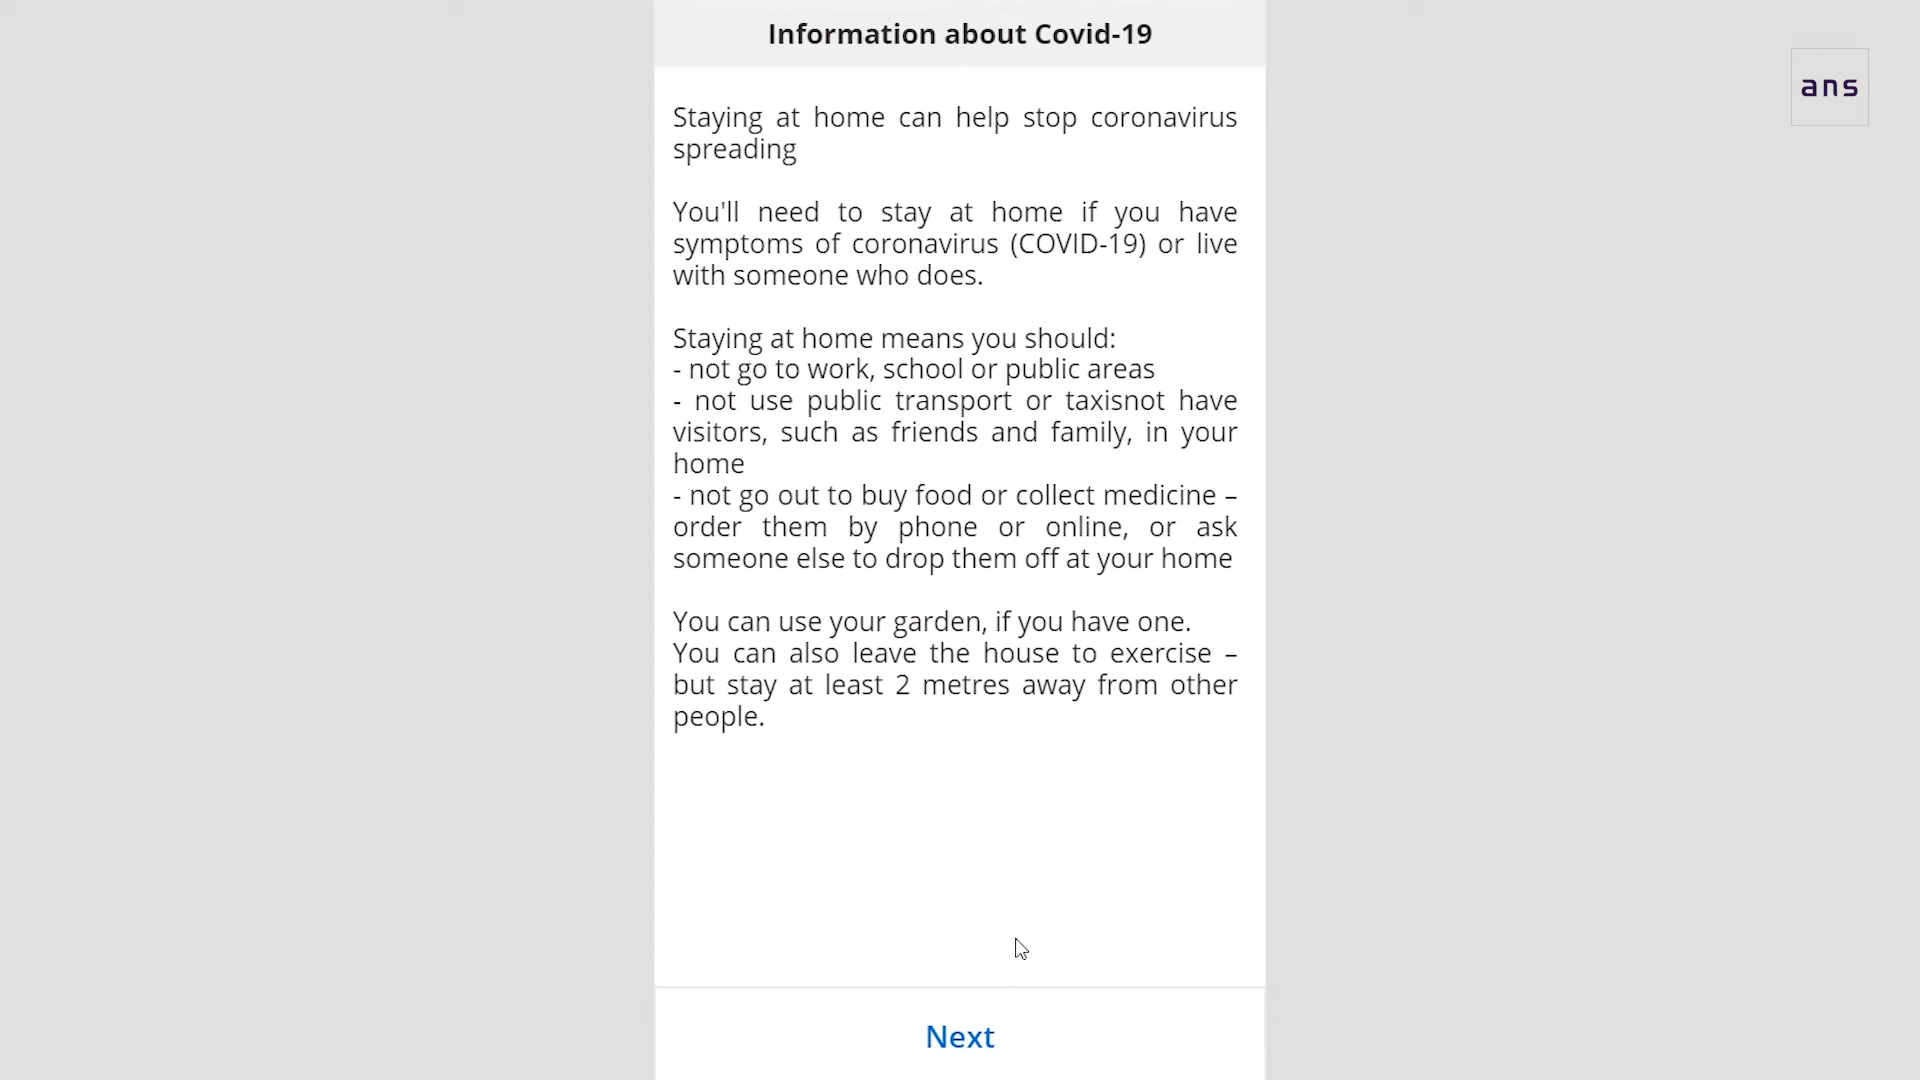 Information about Covid-19
ans
Staying at home can help stop coronavirus
spreading
You'll need to stay at home if you have
symptoms of coronavirus (COVID-19) or live
with someone who does.
Staying at home means you should:
- not go to work, school or public areas
- not use public transport or taxisnot have
visitors, such as friends and family, in your
home
- not go out to buy food or collect medicine –
order them by phone or online, or ask
someone else to drop them off at your home
You can use your garden, if you have one.
You can also leave the house to exercise –
but stay at least 2 metres away from other
people.
Next